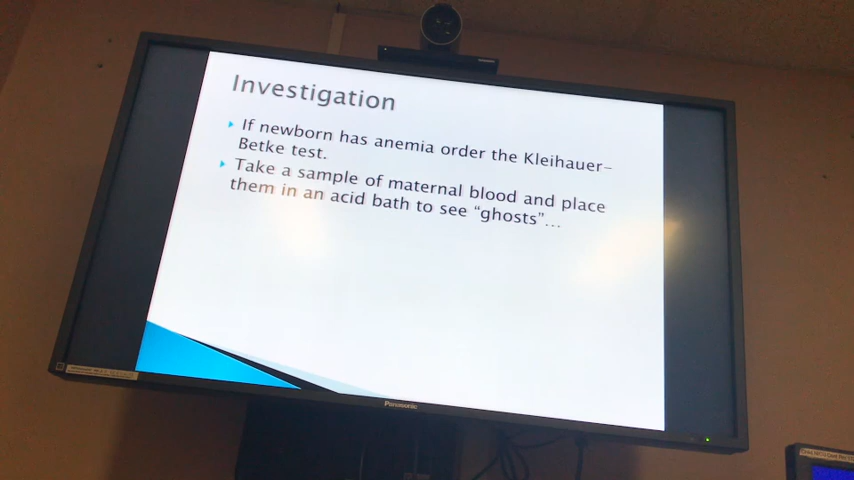 Investigation
If newborn has anemia order the Kleihauer-
Betke test.
Take a sample of maternal blood and place
them in an acid bath to see “ghosts”...
Panasonic